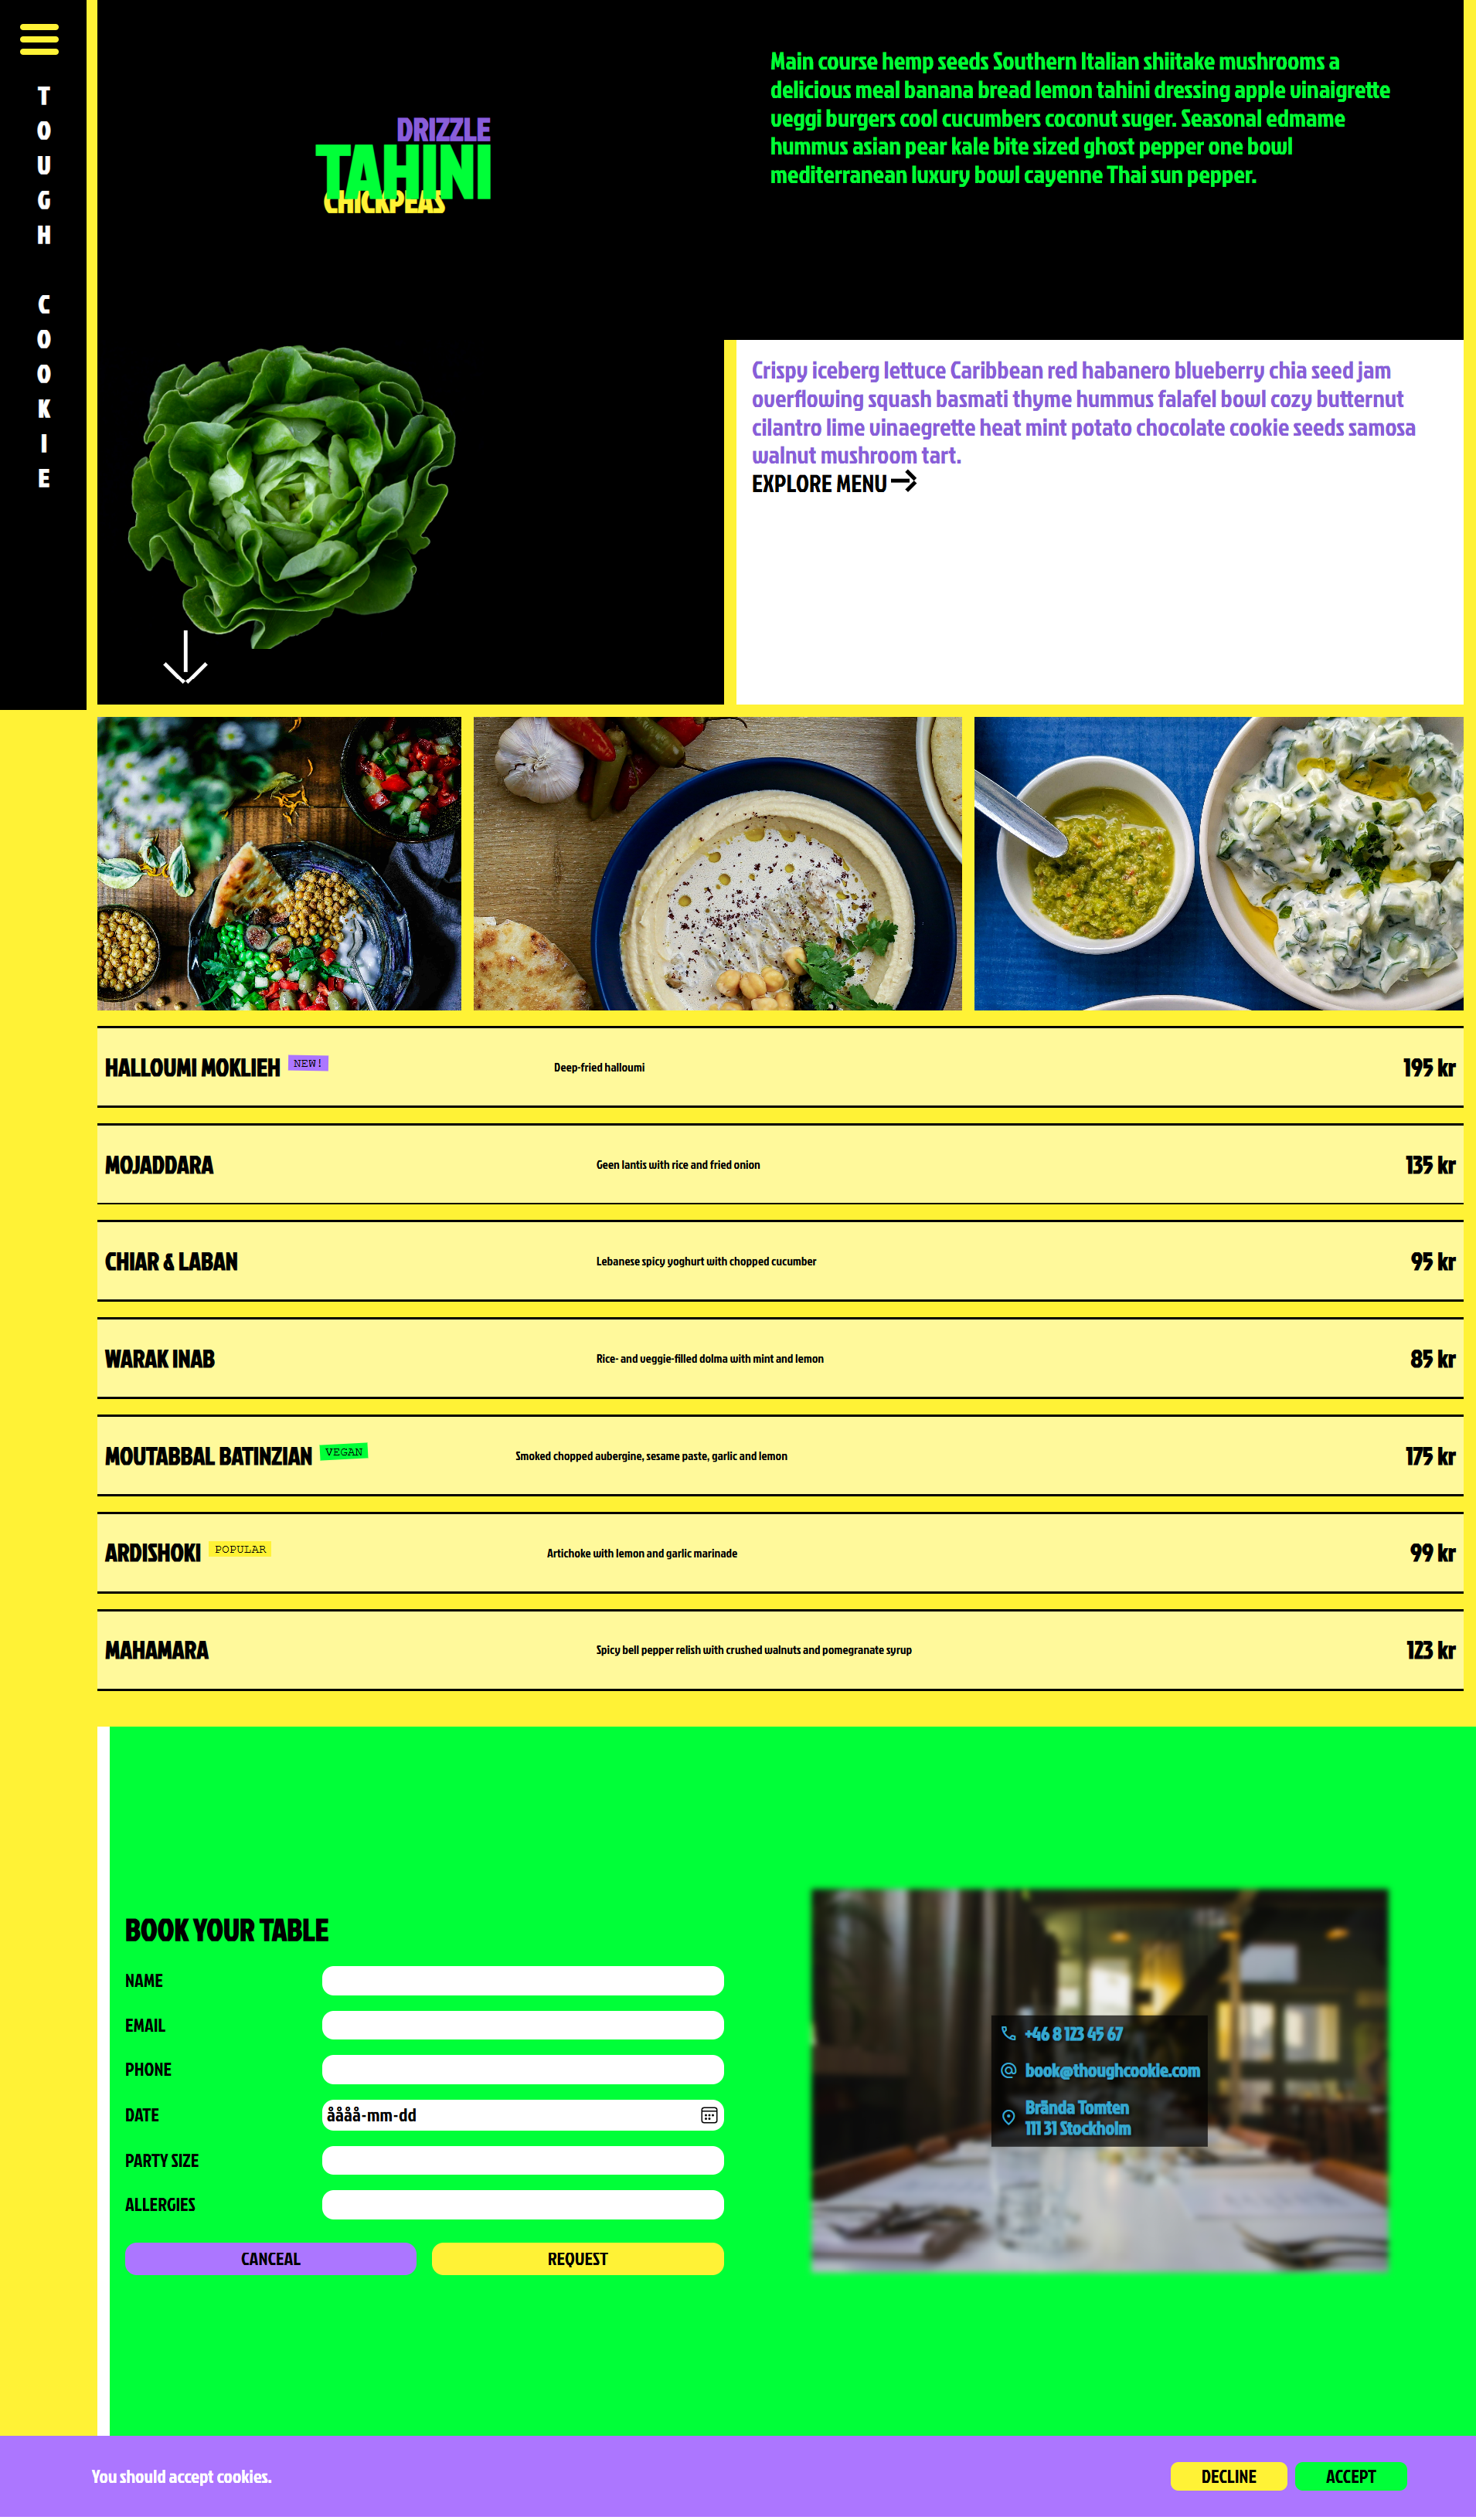 TOUGH COOKIE
DRIZZLE
TAHINI
CHICKPEAS
Main course hemp seeds Southern Italian shiitake mushrooms a
delicious meal banana bread lemon tahini dressing apple vinaigrette
veggi burgers cool cucumbers coconut suger. Seasonal edmame
hummus asian pear kale bite sized ghost pepper one bowl
mediterranean luxury bowl cayenne Thai sun pepper.
Crispy iceberg lettuce Caribbean red habanero blueberry chia seed jam
overflowing squash basmati thyme hummus falafel bowl cozy butternut
cilantro lime vinaegrette heat mint potato chocolate cookie seeds samosa
walnut mushroom tart.
EXPLORE MENU
HALLOUMI MOKLIEH NEW! Deep-fried halloumi 195 kr
MOJADDARA Geen lantis with rice and fried onion 135 kr
CHIAR & LABAN Lebanese spicy yoghurt with chopped cucumber 95 kr
WARAK INAB Rice- and veggie-filled dolma with mint and lemon 85 kr
MOUTABBAL BATINZIAN VEGAN Smoked chopped aubergine, sesame paste, garlic and lemon 175 kr
ARDISHOKI POPULAR Artichoke with lemon and garlic marinade 99 kr
MAHAMARA Spicy bell pepper relish with crushed walnuts and pomegranate syrup 123 kr
BOOK YOUR TABLE
NAME
EMAIL
PHONE
DATE åååå-mm-dd
PARTY SIZE
ALLERGIES
CANCEAL REQUEST
+46 8 123 45 67
book@thoughcookie.com
Brända Tomten
111 31 Stockholm
You should accept cookies. DECLINE ACCEPT